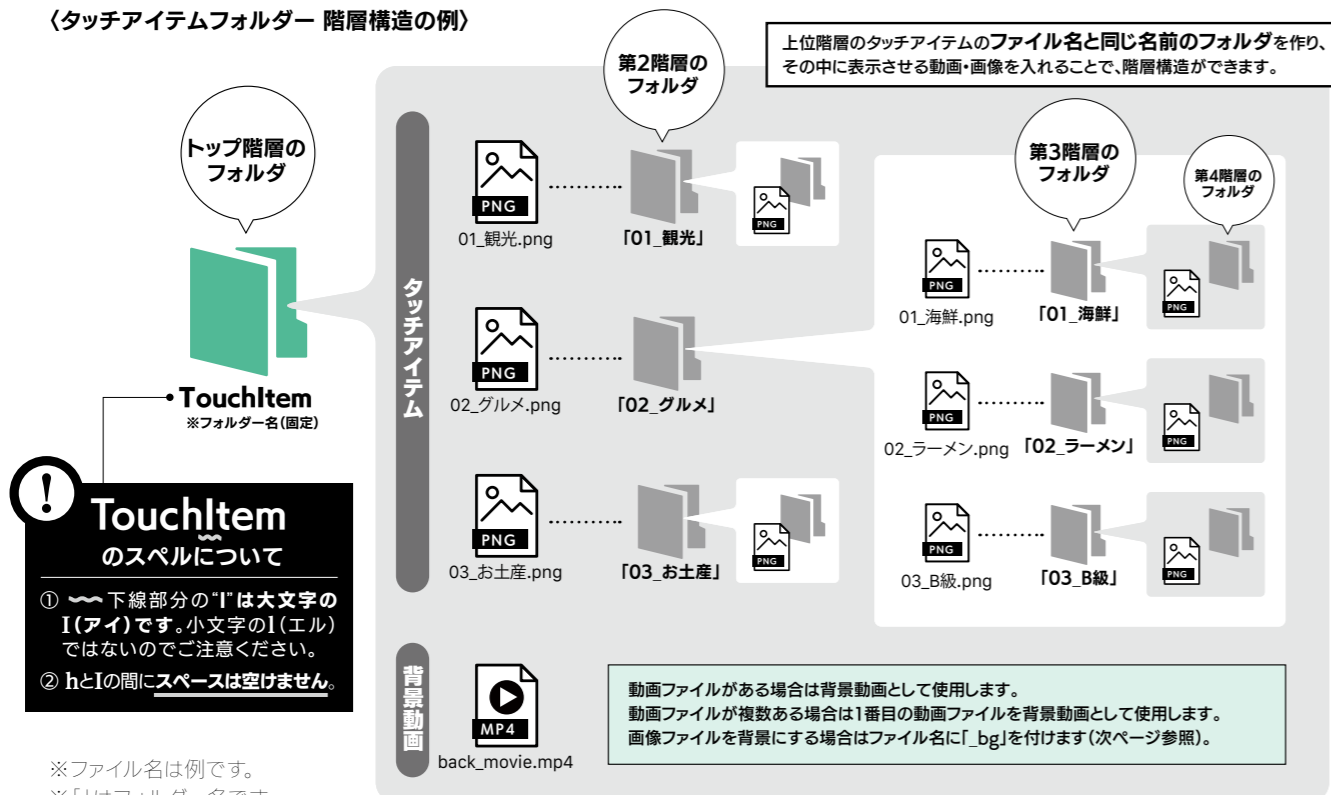 〈タッチアイテムフォルダー 階層構造の例〉
上位階層のタッチアイテムのファイル名と同じ名前のフォルダを作り、
その中に表示させる動画・画像を入れることで、階層構造ができます。
トップ階層の
フォルダ
第2階層の
フォルダ
第3階層の
フォルダ
第4階層の
フォルダ
TouchItem
※フォルダー名(固定)
タッチアイテム
PNG
01_観光.png
「01_観光」
PNG
PNG
02_グルメ.png
「02_グルメ」
PNG
03_お土産.png
「03_お土産」
PNG
PNG
01_海鮮.png
「01_海鮮」
PNG
PNG
02_ラーメン.png
「02_ラーメン」
PNG
PNG
03_B級.png
「03_B級」
PNG
!
TouchItem
のスペルについて
① 下線部分の“I”は大文字の
I(アイ)です。小文字のl(エル)
ではないのでご注意ください。
② hとIの間にスペースは空けません。
背景動画
MP4
back_movie.mp4
動画ファイルがある場合は背景動画として使用します。
動画ファイルが複数ある場合は1番目の動画ファイルを背景動画として使用します。
画像ファイルを背景にする場合はファイル名に「_bg」を付けます(次ページ参照)。
※ファイル名は例です。
※「」はフォルダー名です